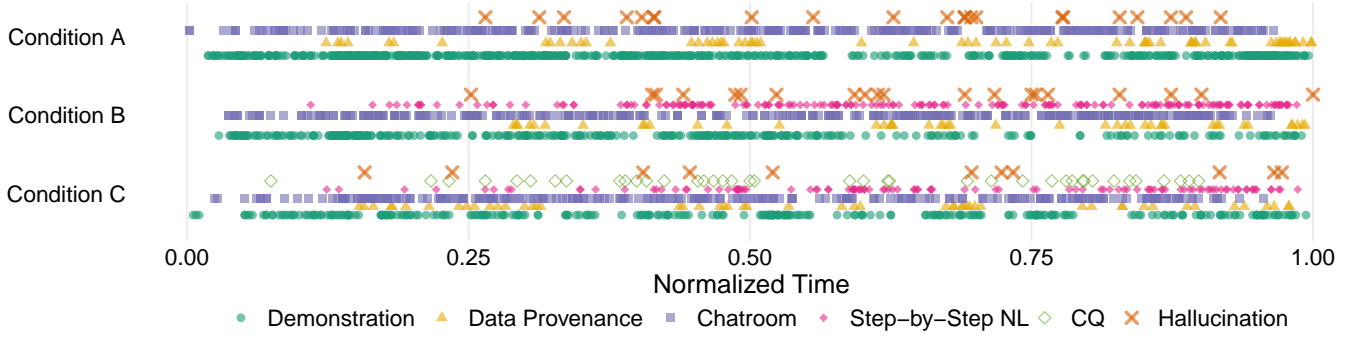 Condition A
Condition B
Condition C
0.00 0.25 0.50 0.75 1.00
Normalized Time
Demonstration Data Provenance Chatroom Step−by−Step NL CQ Hallucination